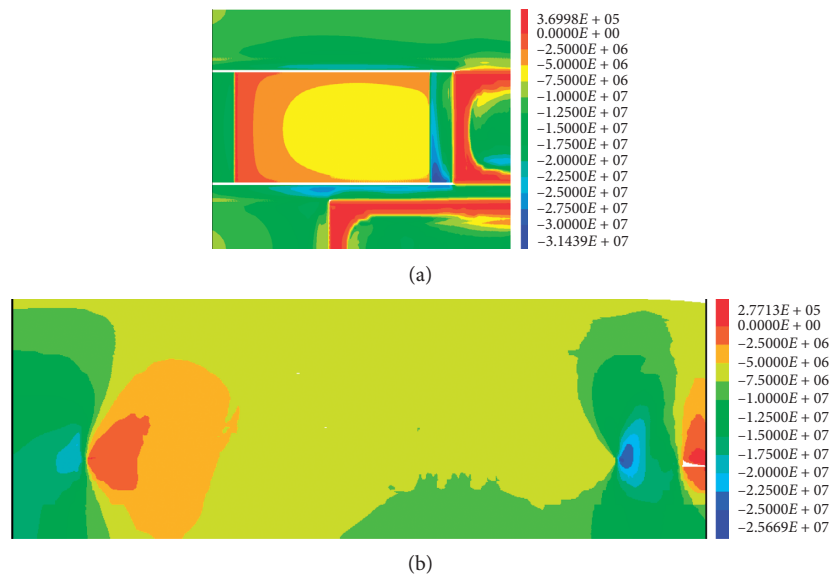 3.6998E + 05
0.0000E + 00
−2.5000E + 06
−5.0000E + 06
−7.5000E + 06
−1.0000E + 07
−1.2500E + 07
−1.5000E + 07
−1.7500E + 07
−2.0000E + 07
−2.2500E + 07
−2.5000E + 07
−2.7500E + 07
−3.0000E + 07
−3.1439E + 07
(a)
2.7713E + 05
0.0000E + 00
−2.5000E + 06
−5.0000E + 06
−7.5000E + 06
−1.0000E + 07
−1.2500E + 07
−1.5000E + 07
−1.7500E + 07
−2.0000E + 07
−2.2500E + 07
−2.5000E + 07
−2.5669E + 07
(b)